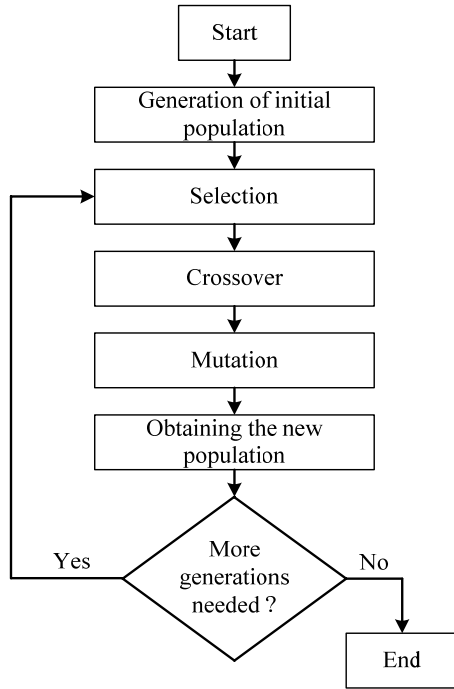 Start
Generation of initial
population
Selection
Crossover
Mutation
Obtaining the new
population
More
generations
needed ?
Yes
No
End